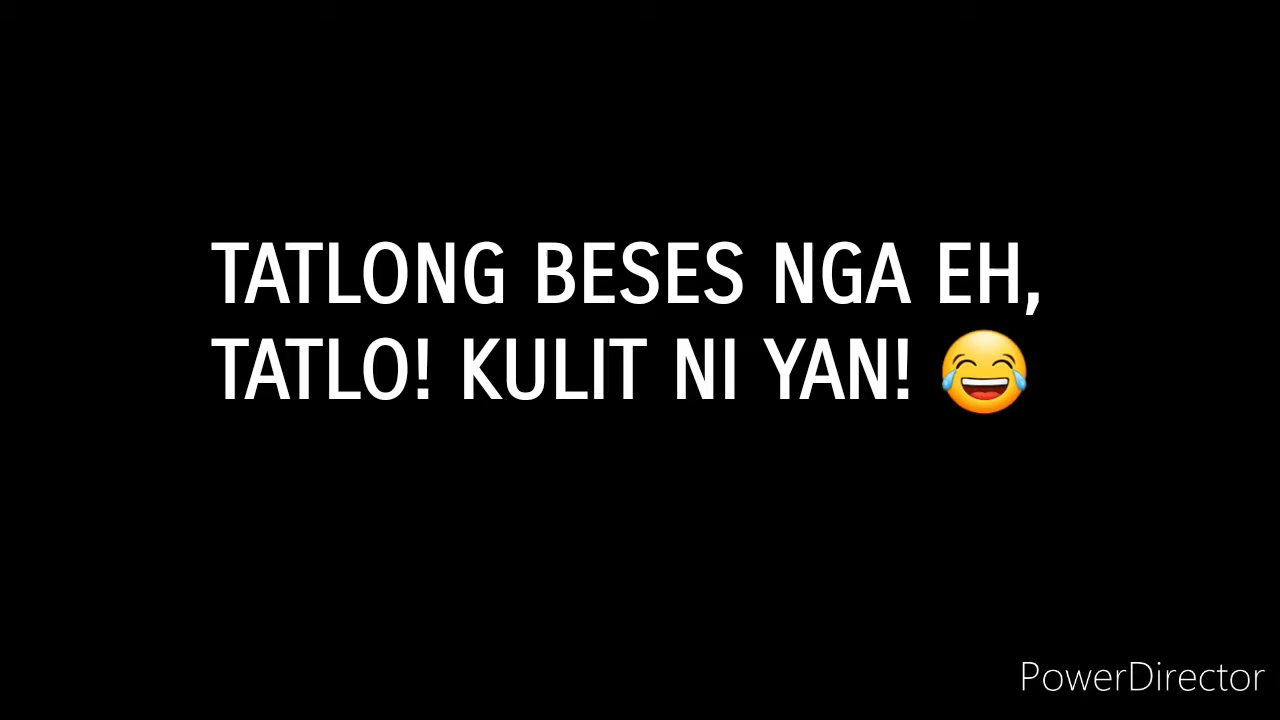 TATLONG BESES NGA EH,
TATLO! KULIT NI YAN! 😂
PowerDirector